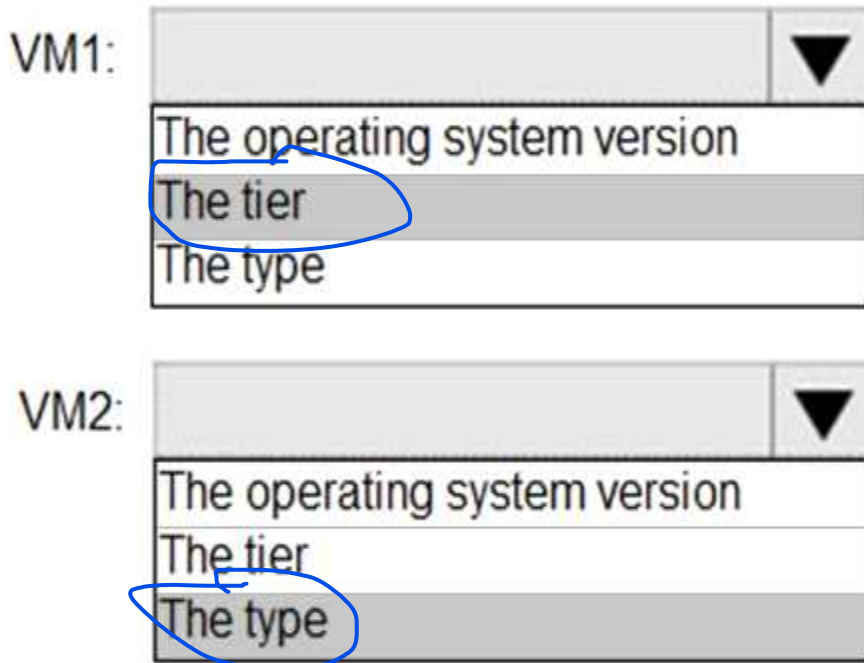 VM1:
The operating system version
The tier
The type
VM2:
The operating system version
The tier
The type